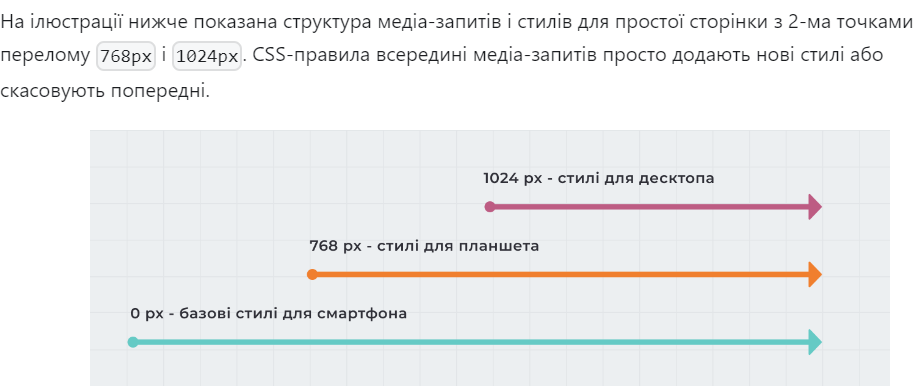 На ілюстрації нижче показана структура медіа-запитів і стилів для простої сторінки з 2-ма точками
перелому 768px і 1024px. CSS-правила всередині медіа-запитів просто додають нові стилі або
скасовують попередні.
1024 px - стилі для десктопа
768 px - стилі для планшета
0 px - базові стилі для смартфона